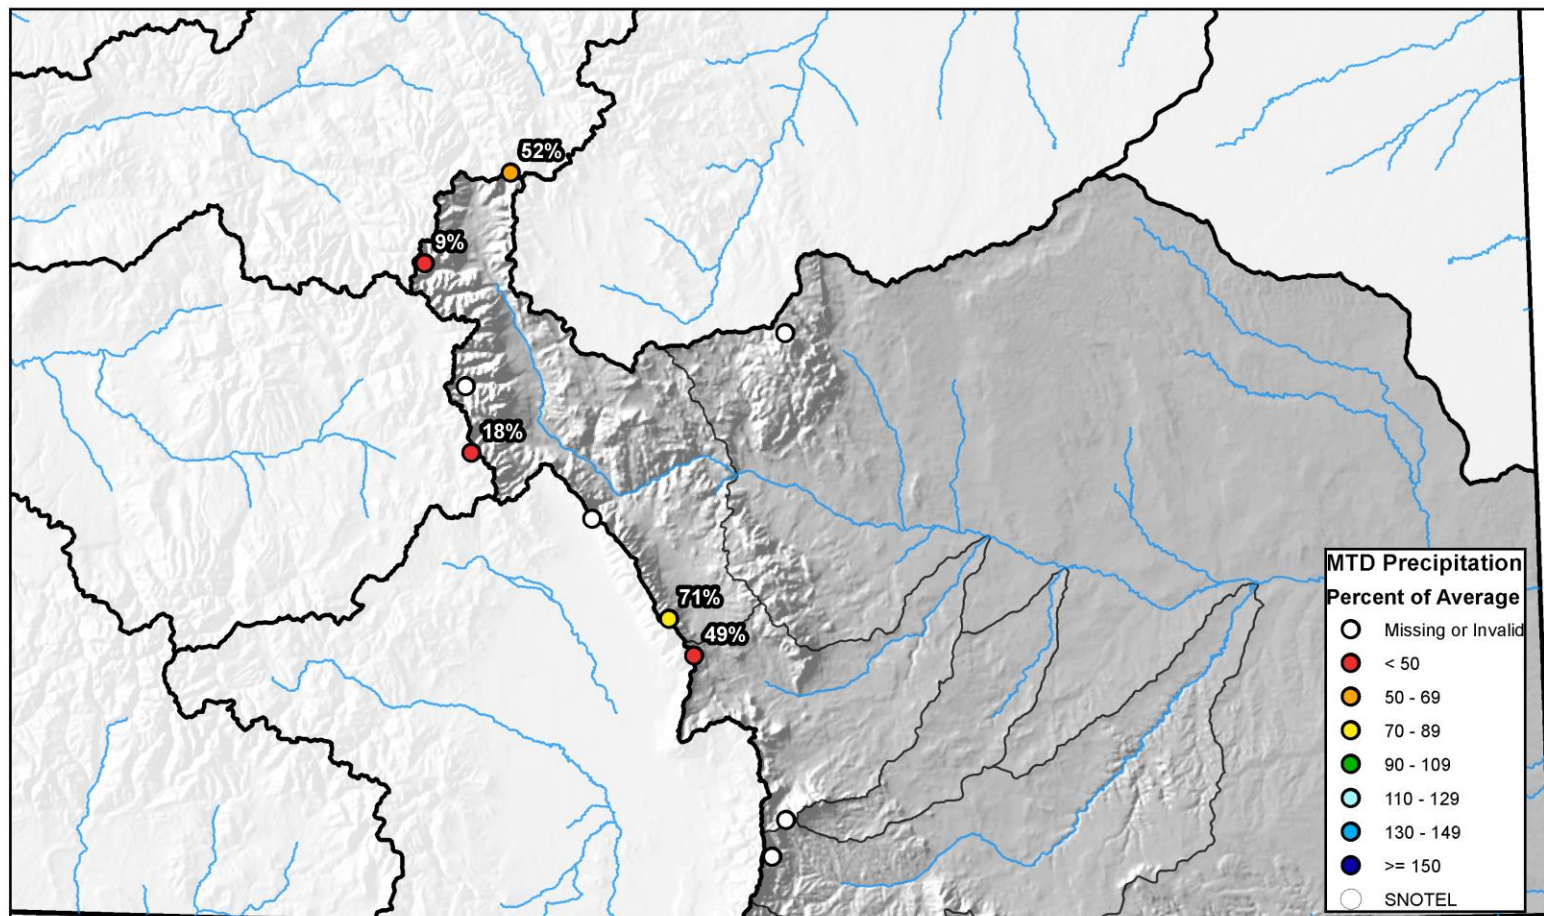 52%
9%
18%
71%
49%
MTD Precipitation
Percent of Average
Missing or Invalid
< 50
50 - 69
70 - 89
90 - 109
110 - 129
130 - 149
>= 150
SNOTEL